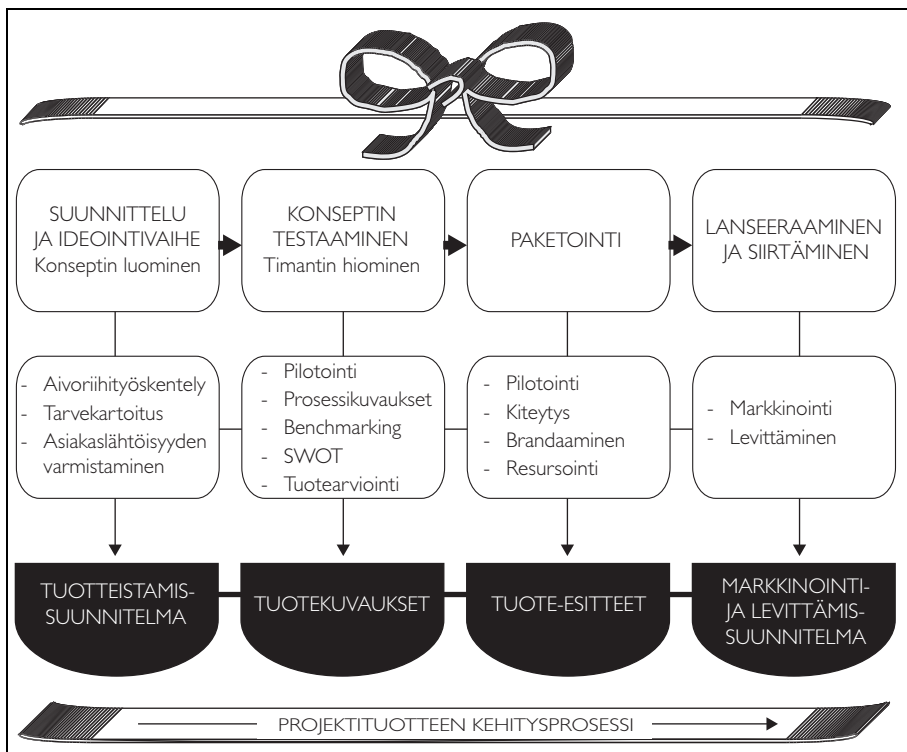 SUUNNITTELU
JA IDEOINTIVAIHE
Konseptin luominen
KONSEPTIN
TESTAAMINEN
Timantin hiominen
PAKETOINTI
LANSEERAAMINEN
JA SIIRTÄMINEN
- Aivoriihityöskentely
- Tarvekartoitus
- Asiakaslähtöisyyden
varmistaminen
- Pilotointi
- Prosessikuvaukset
- Benchmarking
- SWOT
- Tuotearviointi
- Pilotointi
- Kiteytys
- Brandaaminen
- Resursointi
- Markkinointi
- Levittäminen
TUOTTEISTAMIS-
SUUNNITELMA
TUOTEKUVAUKSET
TUOTE-ESITTEET
MARKKINOINTI-
JA LEVITTÄMIS-
SUUNNITELMA
PROJEKTITUOTTEEN KEHITYSPROSESSI